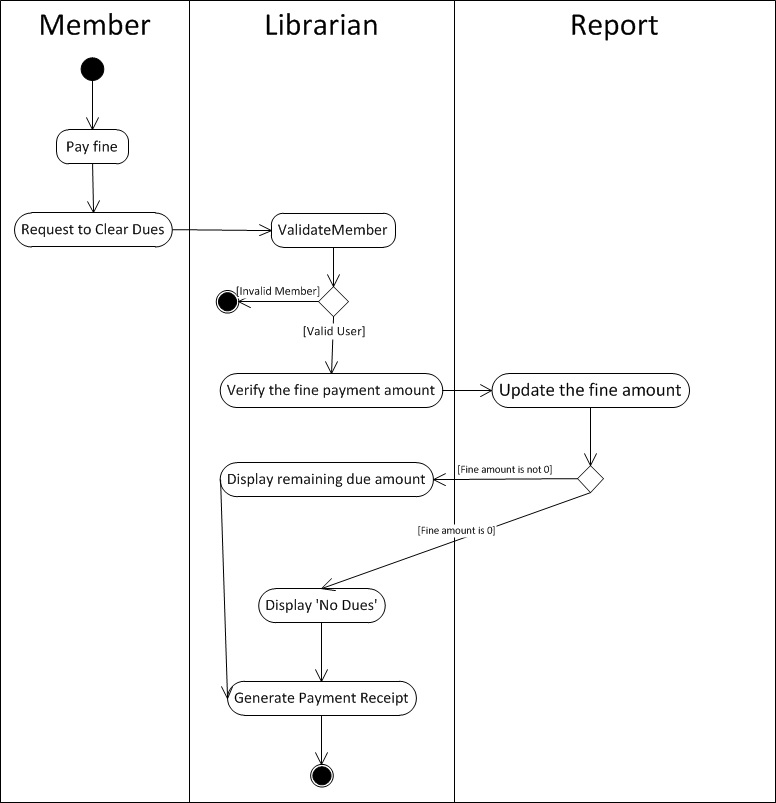 Member
Librarian
Report
Pay fine
Request to Clear Dues
ValidateMember
[Invalid Member]
[Valid User]
Verify the fine payment amount
Update the fine amount
[Fine amount is not 0]
Display remaining due amount
[Fine amount is 0]
Display 'No Dues'
Generate Payment Receipt